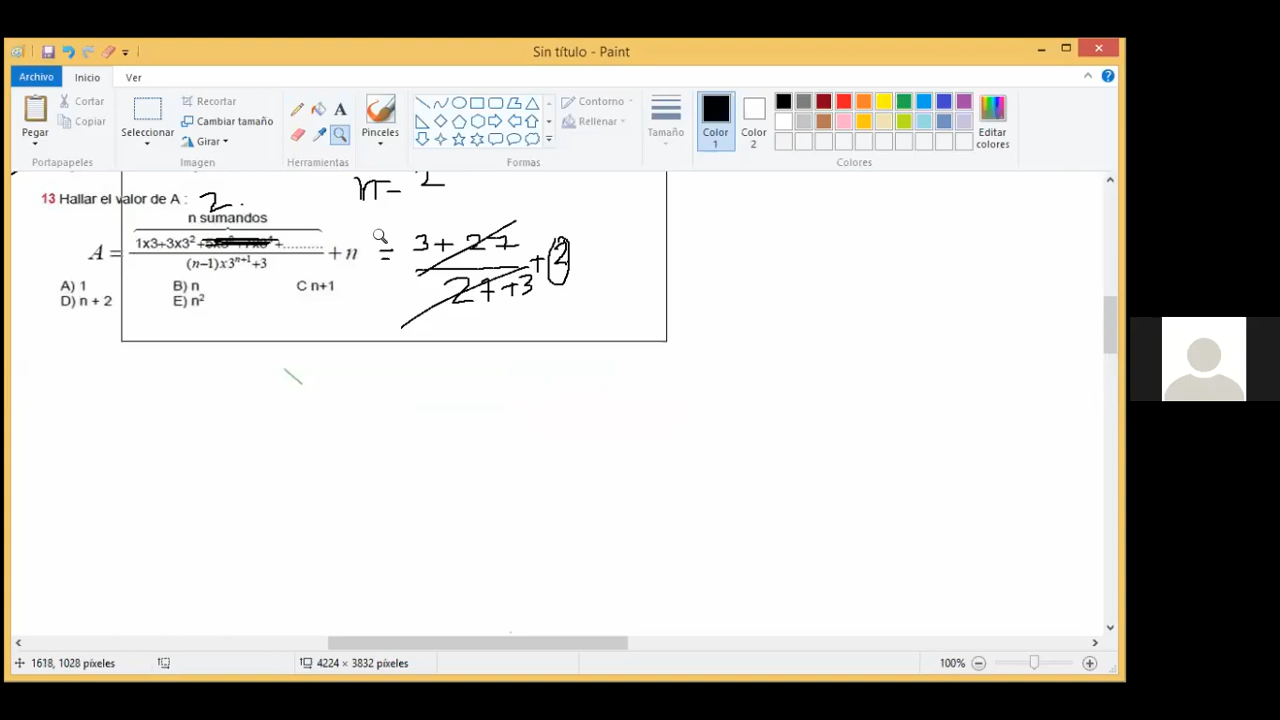 Sin título - Paint
Archivo Inicio Ver
Pegar
Cortar
Copiar
Portapapeles
Seleccionar
Recortar
Cambiar tamaño
Girar
Imagen
A
Herramientas
Pinceles
Contorno
Rellenar
Formas
Tamaño
Color 1
Color 2
Editar colores
Colores
n = 2
13 Hallar el valor de A : 2.
n sumandos
A = (1x3+3x3²+ ......... ) / ((n–1)x3ⁿ⁺¹+3) + n = (3 + 27) / (27 + 3) + 2
A) 1 B) n C n+1
D) n + 2 E) n²
1618, 1028 píxeles 4224 × 3832 píxeles 100%